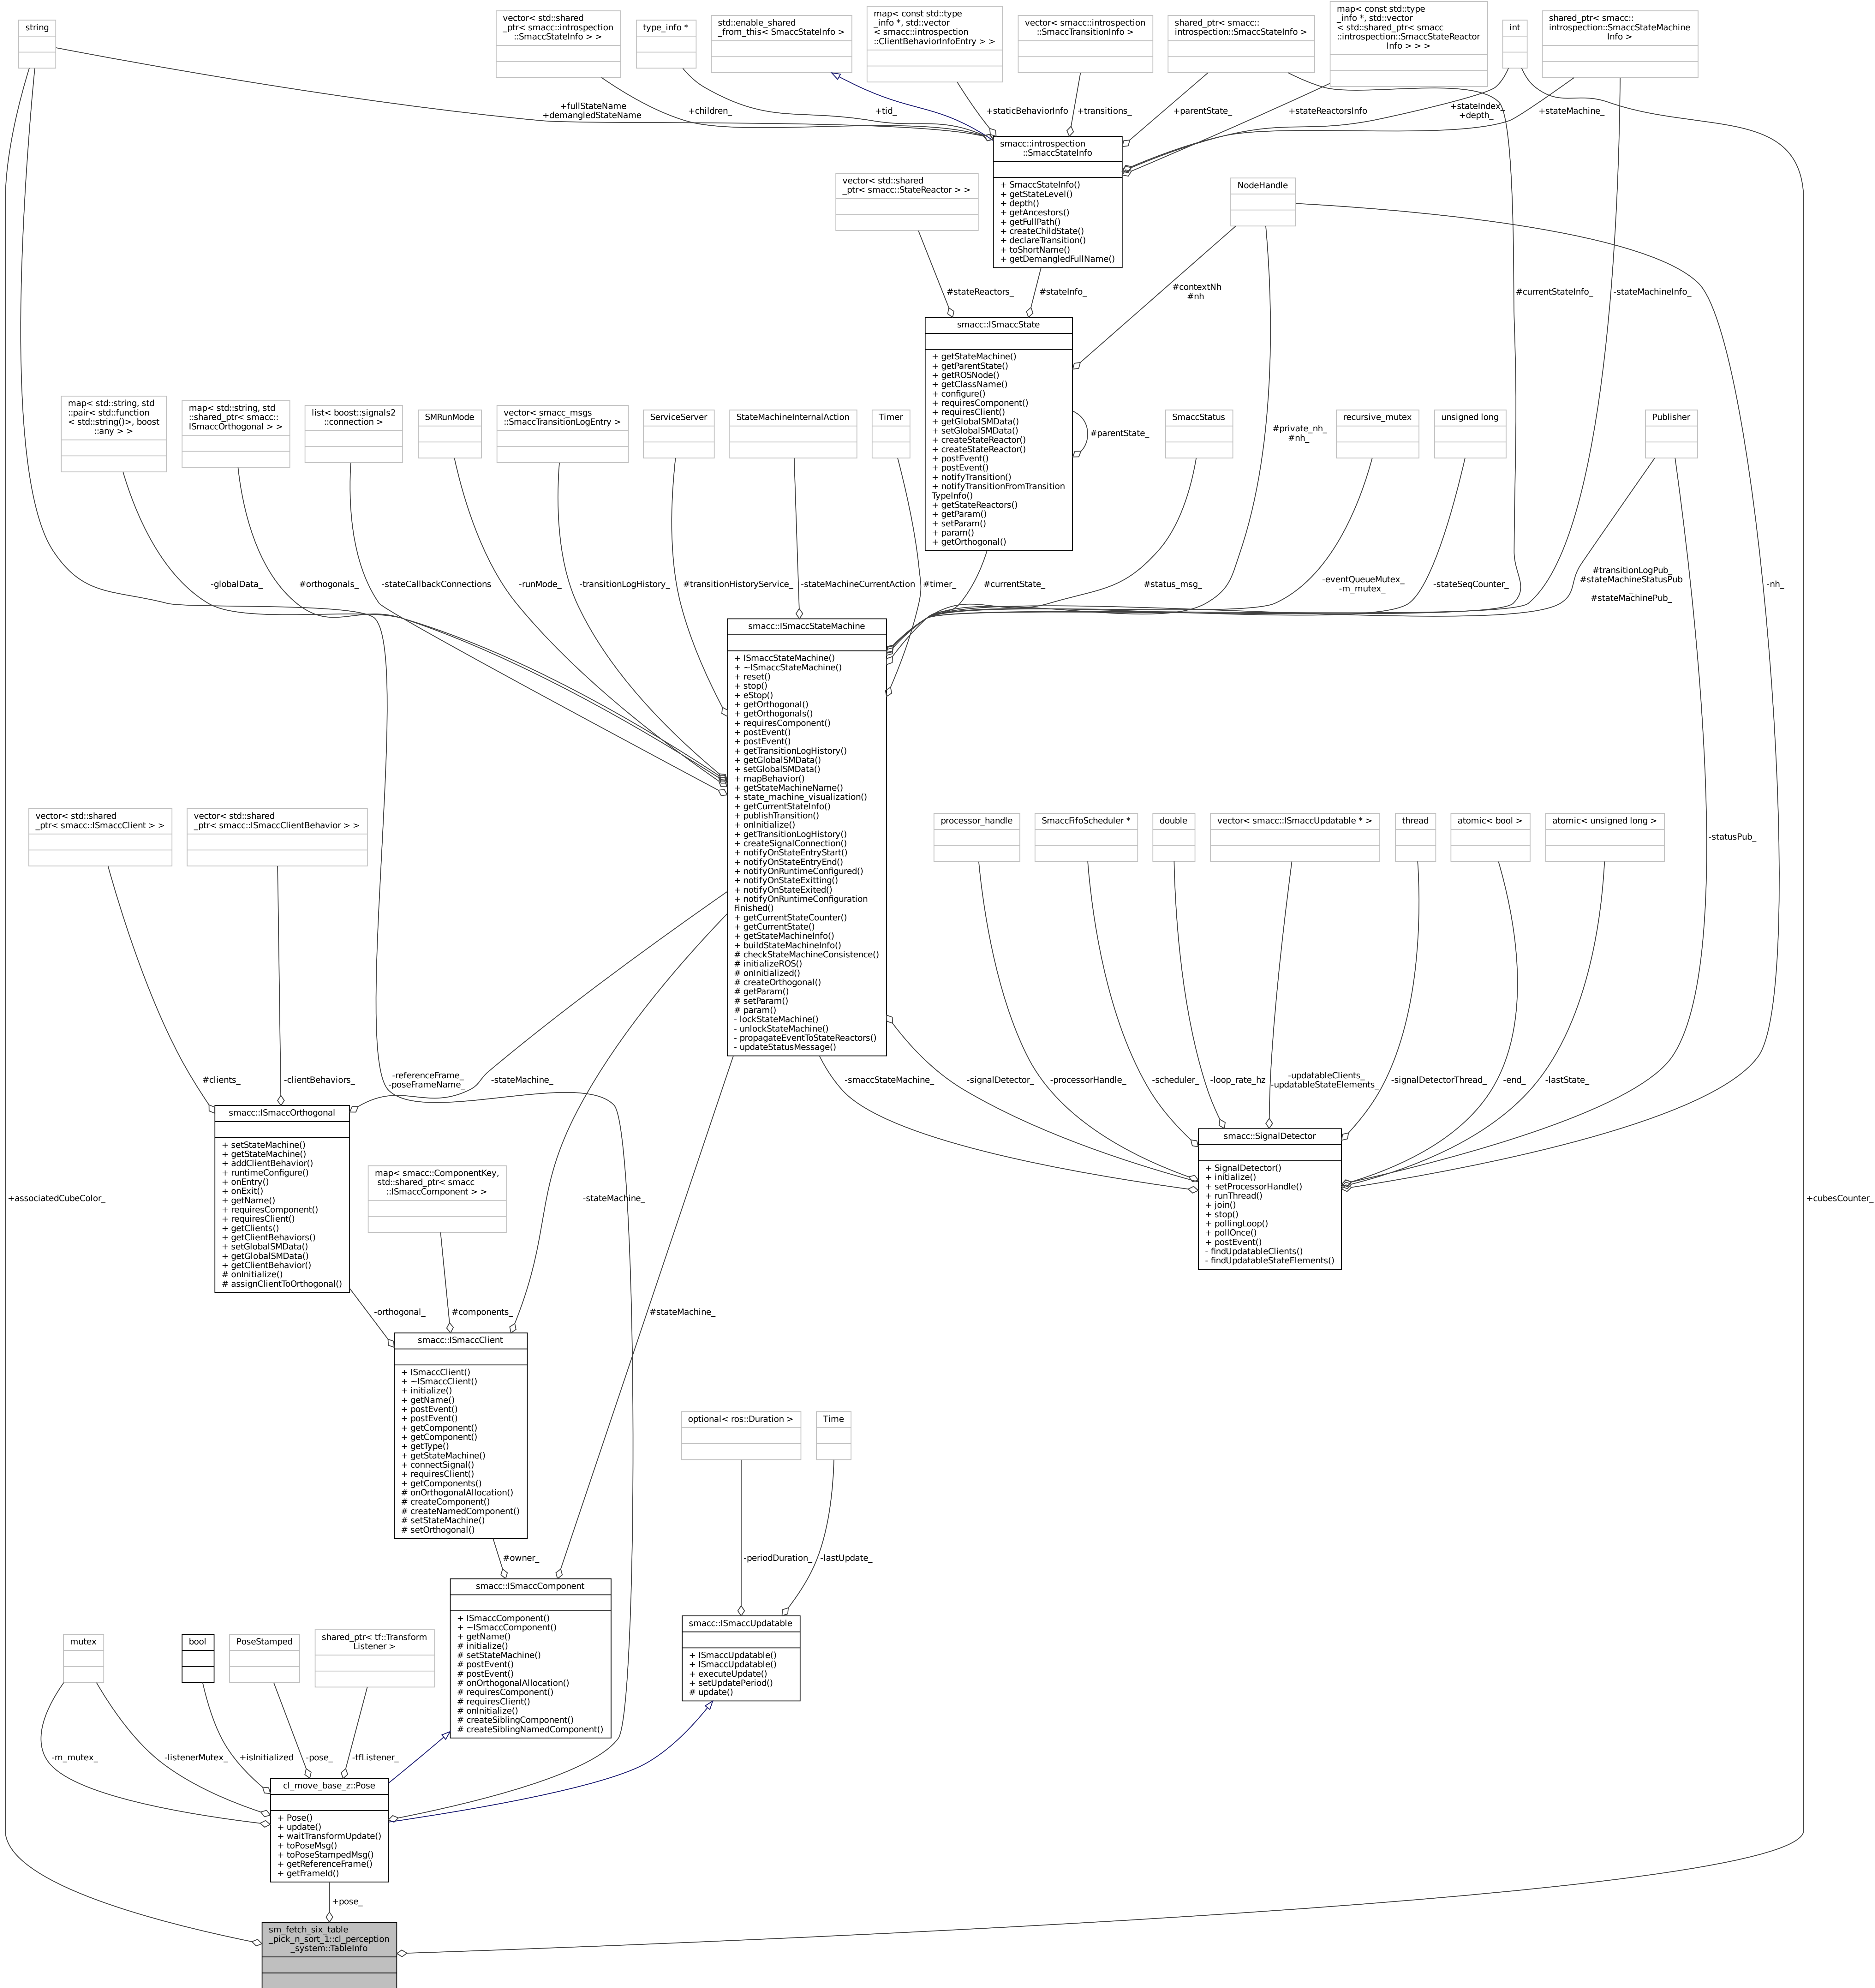 string
vector< std::shared
_ptr< smacc::introspection
::SmaccStateInfo > >
type_info *
std::enable_shared
_from_this< SmaccStateInfo >
map< const std::type
_info *, std::vector
< smacc::introspection
::ClientBehaviorInfoEntry > >
vector< smacc::introspection
::SmaccTransitionInfo >
shared_ptr< smacc::
introspection::SmaccStateInfo >
map< const std::type
_info *, std::vector
< std::shared_ptr< smacc
::introspection::SmaccStateReactor
Info > > >
int
shared_ptr< smacc::
introspection::SmaccStateMachine
Info >
+fullStateName
+demangledStateName
+children_
+tid_
+staticBehaviorInfo
+transitions_
+parentState_
+stateReactorsInfo
+stateIndex_
+depth_
+stateMachine_
smacc::introspection
::SmaccStateInfo
+ SmaccStateInfo()
+ getStateLevel()
+ depth()
+ getAncestors()
+ getFullPath()
+ createChildState()
+ declareTransition()
+ toShortName()
+ getDemangledFullName()
vector< std::shared
_ptr< smacc::StateReactor > >
NodeHandle
#stateReactors_
#stateInfo_
#contextNh
#nh
#currentStateInfo_
-stateMachineInfo_
smacc::ISmaccState
+ getStateMachine()
+ getParentState()
+ getROSNode()
+ getClassName()
+ configure()
+ requiresComponent()
+ requiresClient()
+ getGlobalSMData()
+ setGlobalSMData()
+ createStateReactor()
+ createStateReactor()
+ postEvent()
+ postEvent()
+ notifyTransition()
+ notifyTransitionFromTransition
TypeInfo()
+ getStateReactors()
+ getParam()
+ setParam()
+ param()
+ getOrthogonal()
#parentState_
map< std::string, std
::pair< std::function
< std::string()>, boost
::any > >
map< std::string, std
::shared_ptr< smacc::
ISmaccOrthogonal > >
list< boost::signals2
::connection >
SMRunMode
vector< smacc_msgs
::SmaccTransitionLogEntry >
ServiceServer
StateMachineInternalAction
Timer
SmaccStatus
#private_nh_
#nh_
recursive_mutex
unsigned long
Publisher
-globalData_
#orthogonals_
-stateCallbackConnections
-runMode_
-transitionLogHistory_
#transitionHistoryService_
-stateMachineCurrentAction
#timer_
#currentState_
#status_msg_
-eventQueueMutex_
-m_mutex_
-stateSeqCounter_
#transitionLogPub_
#stateMachineStatusPub
_
#stateMachinePub_
-nh_
smacc::ISmaccStateMachine
+ ISmaccStateMachine()
+ ~ISmaccStateMachine()
+ reset()
+ stop()
+ eStop()
+ getOrthogonal()
+ getOrthogonals()
+ requiresComponent()
+ postEvent()
+ postEvent()
+ getTransitionLogHistory()
+ getGlobalSMData()
+ setGlobalSMData()
+ mapBehavior()
+ getStateMachineName()
+ state_machine_visualization()
+ getCurrentStateInfo()
+ publishTransition()
+ onInitialize()
+ getTransitionLogHistory()
+ createSignalConnection()
+ notifyOnStateEntryStart()
+ notifyOnStateEntryEnd()
+ notifyOnRuntimeConfigured()
+ notifyOnStateExitting()
+ notifyOnStateExited()
+ notifyOnRuntimeConfiguration
Finished()
+ getCurrentStateCounter()
+ getCurrentState()
+ getStateMachineInfo()
+ buildStateMachineInfo()
# checkStateMachineConsistence()
# initializeROS()
# onInitialized()
# createOrthogonal()
# getParam()
# setParam()
# param()
- lockStateMachine()
- unlockStateMachine()
- propagateEventToStateReactors()
- updateStatusMessage()
vector< std::shared
_ptr< smacc::ISmaccClient > >
vector< std::shared
_ptr< smacc::ISmaccClientBehavior > >
processor_handle
SmaccFifoScheduler *
double
vector< smacc::ISmaccUpdatable * >
thread
atomic< bool >
atomic< unsigned long >
-statusPub_
#clients_
-clientBehaviors_
-referenceFrame_
-poseFrameName_
-stateMachine_
-smaccStateMachine_
-signalDetector_
-processorHandle_
-scheduler_
-loop_rate_hz
-updatableClients_
-updatableStateElements_
-signalDetectorThread_
-end_
-lastState_
smacc::ISmaccOrthogonal
+ setStateMachine()
+ getStateMachine()
+ addClientBehavior()
+ runtimeConfigure()
+ onEntry()
+ onExit()
+ getName()
+ requiresComponent()
+ requiresClient()
+ getClients()
+ getClientBehaviors()
+ setGlobalSMData()
+ getGlobalSMData()
+ getClientBehavior()
# onInitialize()
# assignClientToOrthogonal()
smacc::SignalDetector
+ SignalDetector()
+ initialize()
+ setProcessorHandle()
+ runThread()
+ join()
+ stop()
+ pollingLoop()
+ pollOnce()
+ postEvent()
- findUpdatableClients()
- findUpdatableStateElements()
map< smacc::ComponentKey,
std::shared_ptr< smacc
::ISmaccComponent > >
+associatedCubeColor_
-stateMachine_
+cubesCounter_
-orthogonal_
#components_
#stateMachine_
smacc::ISmaccClient
+ ISmaccClient()
+ ~ISmaccClient()
+ initialize()
+ getName()
+ postEvent()
+ postEvent()
+ getComponent()
+ getComponent()
+ getType()
+ getStateMachine()
+ connectSignal()
+ requiresClient()
+ getComponents()
# onOrthogonalAllocation()
# createComponent()
# createNamedComponent()
# setStateMachine()
# setOrthogonal()
optional< ros::Duration >
Time
#owner_
-periodDuration_
-lastUpdate_
smacc::ISmaccComponent
+ ISmaccComponent()
+ ~ISmaccComponent()
+ getName()
# initialize()
# setStateMachine()
# postEvent()
# postEvent()
# onOrthogonalAllocation()
# requiresComponent()
# requiresClient()
# onInitialize()
# createSiblingComponent()
# createSiblingNamedComponent()
smacc::ISmaccUpdatable
+ ISmaccUpdatable()
+ ISmaccUpdatable()
+ executeUpdate()
+ setUpdatePeriod()
# update()
mutex
bool
PoseStamped
shared_ptr< tf::Transform
Listener >
-m_mutex_
-listenerMutex_
+isInitialized
-pose_
-tfListener_
cl_move_base_z::Pose
+ Pose()
+ update()
+ waitTransformUpdate()
+ toPoseMsg()
+ toPoseStampedMsg()
+ getReferenceFrame()
+ getFrameId()
+pose_
sm_fetch_six_table
_pick_n_sort_1::cl_perception
_system::TableInfo